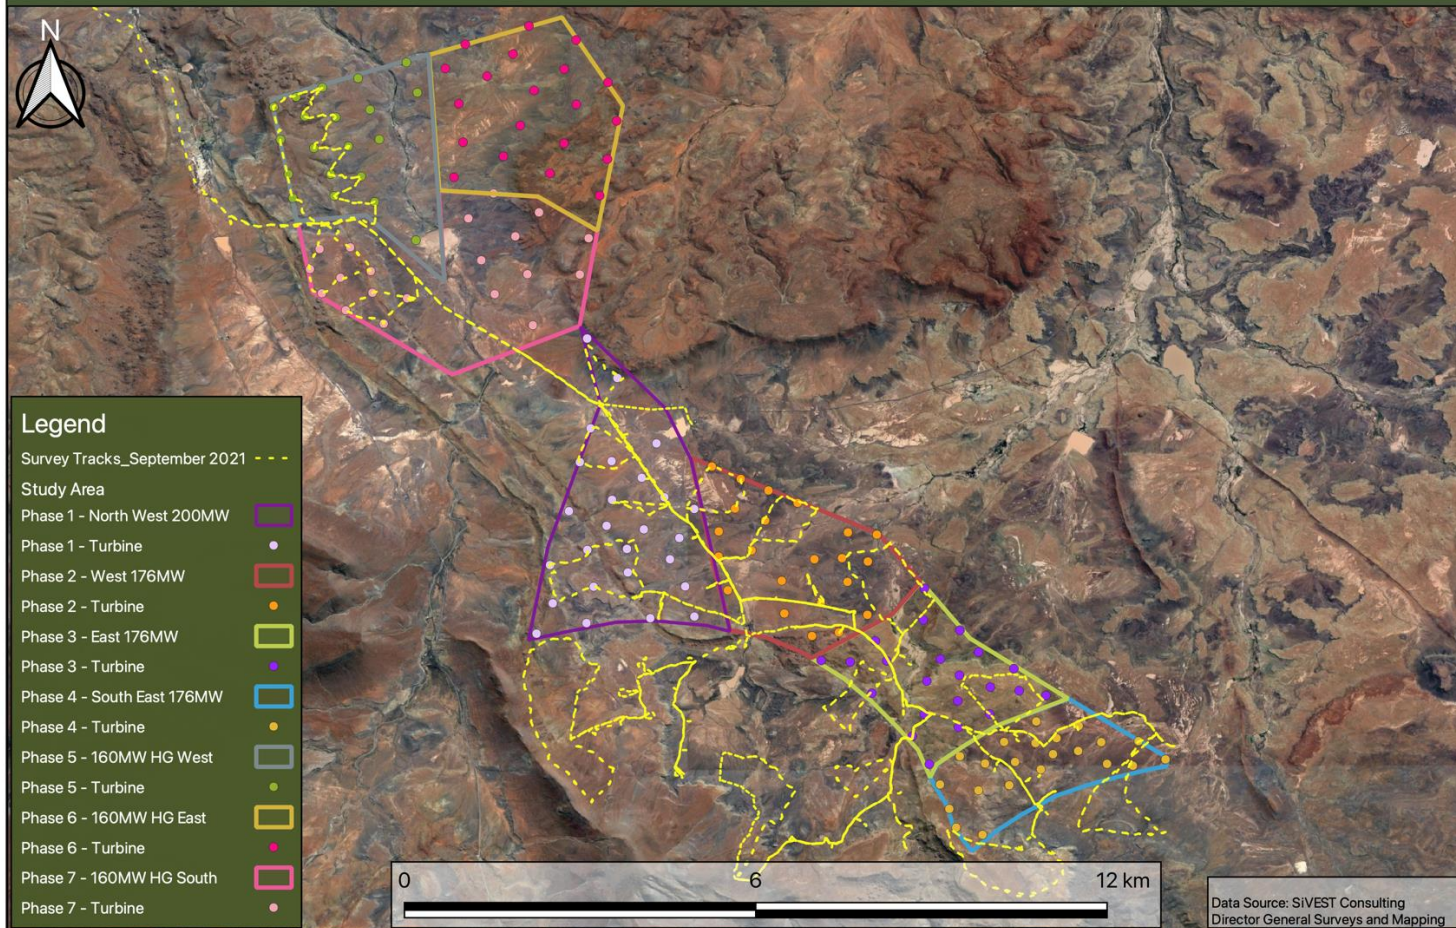 N
Legend
Survey Tracks_September 2021
Study Area
Phase 1 - North West 200MW
Phase 1 - Turbine
Phase 2 - West 176MW
Phase 2 - Turbine
Phase 3 - East 176MW
Phase 3 - Turbine
Phase 4 - South East 176MW
Phase 4 - Turbine
Phase 5 - 160MW HG West
Phase 5 - Turbine
Phase 6 - 160MW HG East
Phase 6 - Turbine
Phase 7 - 160MW HG South
Phase 7 - Turbine
0 6 12 km
Data Source: SiVEST Consulting
Director General Surveys and Mapping